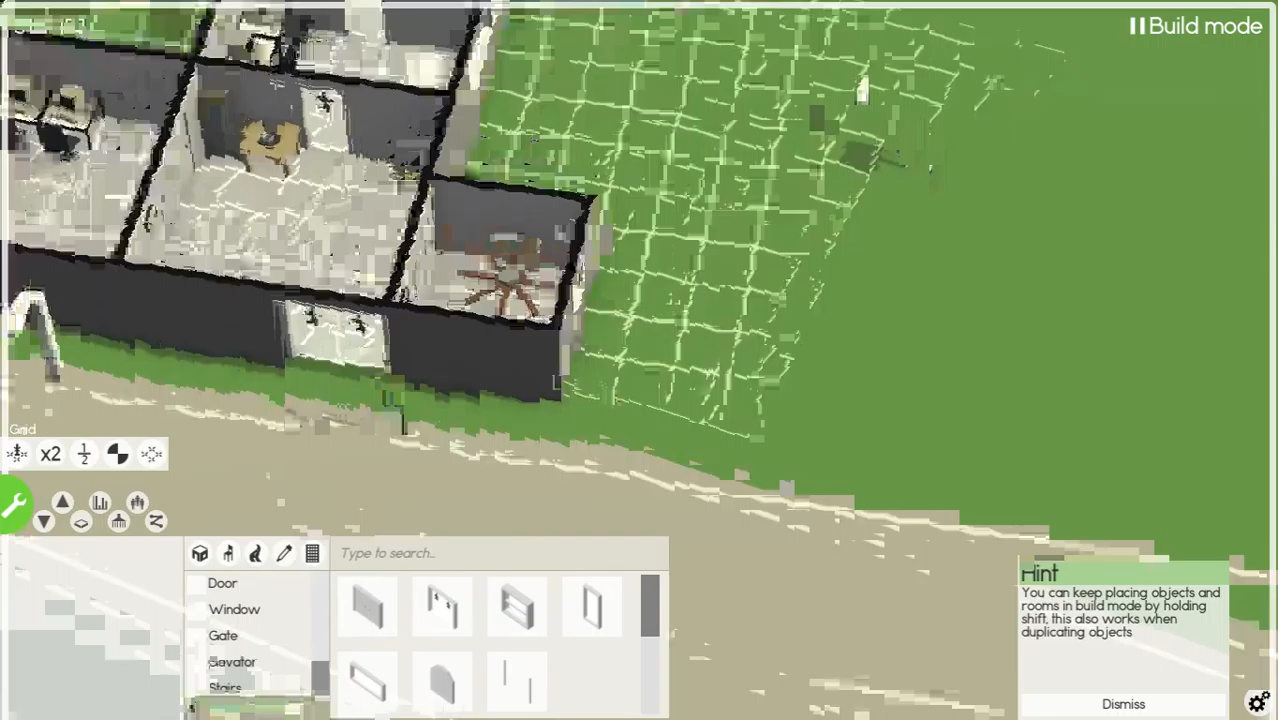 Build mode
Grid
x2
1/2
Type to search...
Door
Window
Gate
Elevator
Stairs
Hint
You can keep placing objects and
rooms in build mode by holding
shift, this also works when
duplicating objects
Dismiss